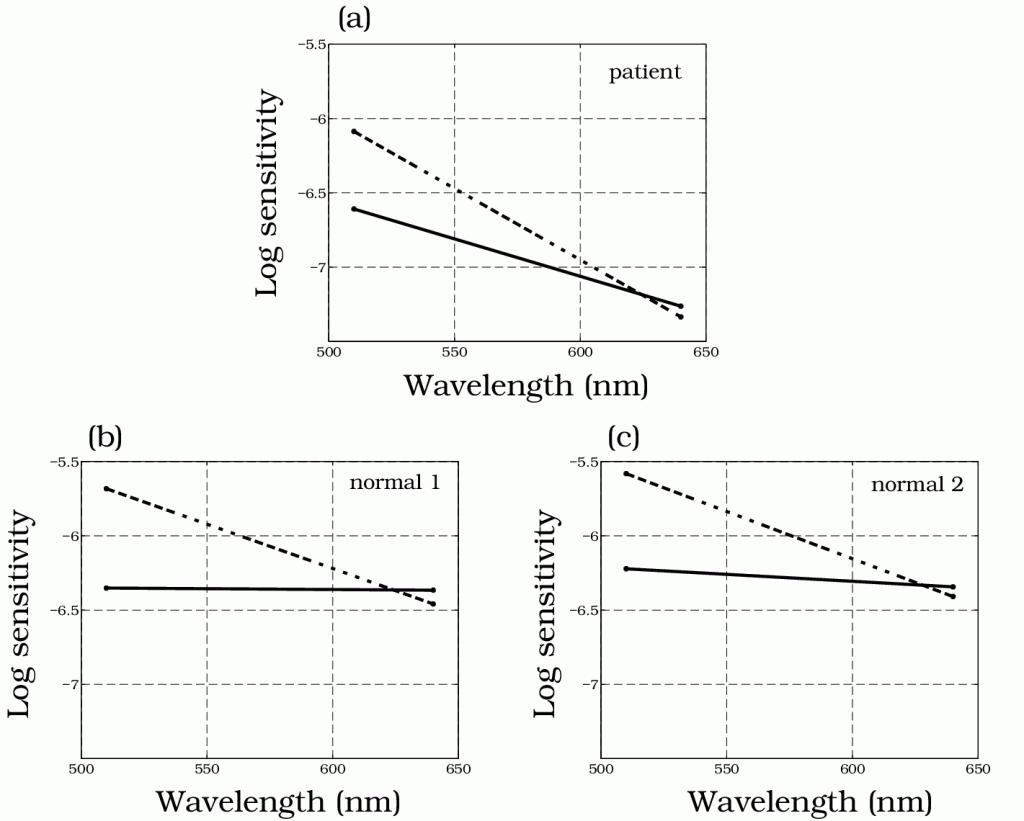 (a)
patient
Log sensitivity
−5.5
−6
−6.5
−7
500 550 600 650
Wavelength (nm)
(b)
normal 1
Log sensitivity
−5.5
−6
−6.5
−7
500 550 600 650
Wavelength (nm)
(c)
normal 2
Log sensitivity
−5.5
−6
−6.5
−7
500 550 600 650
Wavelength (nm)